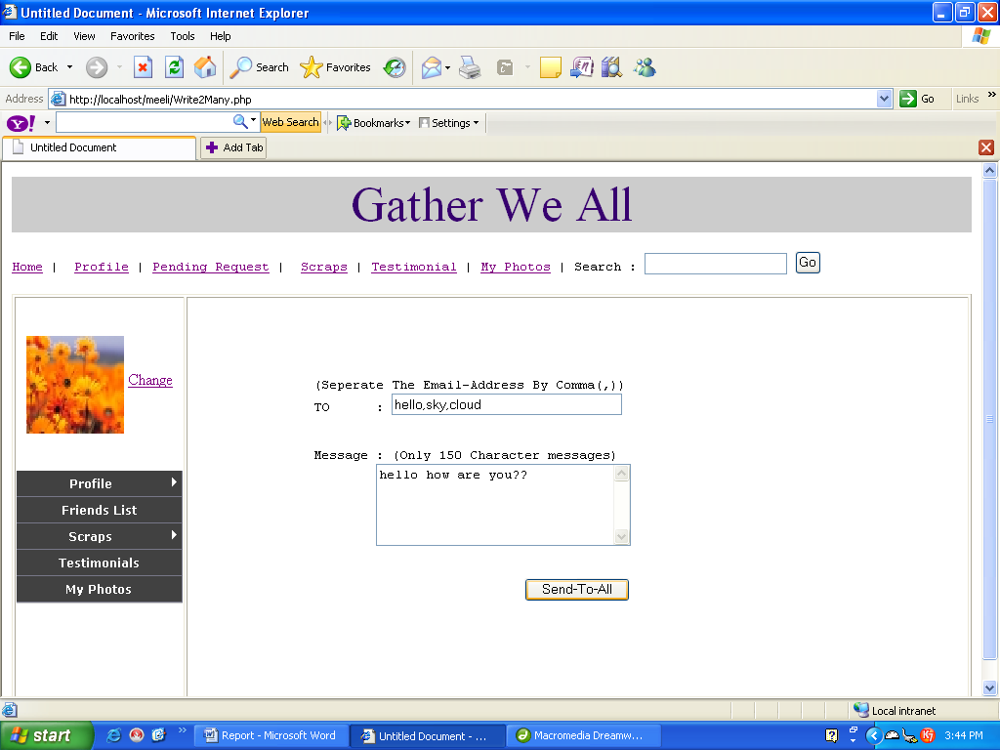 Untitled Document - Microsoft Internet Explorer
File Edit View Favorites Tools Help
Back Search Favorites
Address http://localhost/meeli/Write2Many.php Go Links »
Y! Web Search Bookmarks Settings
Untitled Document Add Tab
Gather We All
Home | Profile | Pending Request | Scraps | Testimonial | My Photos | Search : Go
Change
(Seperate The Email-Address By Comma(,))
TO : hello,sky,cloud
Message : (Only 150 Character messages)
hello how are you??
Profile
Friends List
Scraps
Testimonials
My Photos
Send-To-All
Local intranet
start » Report - Microsoft Word Untitled Document - ... Macromedia Dreamw... K7 3:44 PM